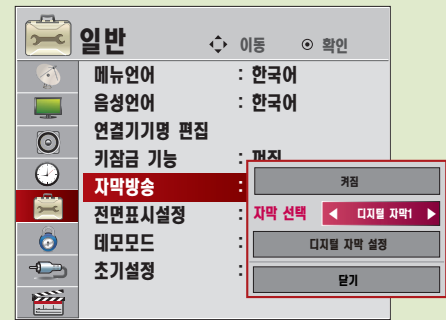 일반 이동 확인
메뉴언어 : 한국어
음성언어 : 한국어
연결기기명 편집
키잠금 기능 : 꺼짐
자막방송 :
전면표시설정 :
데모모드 :
초기설정 :
켜짐
자막 선택 ◀ 디지털 자막1 ▶
디지털 자막 설정
닫기